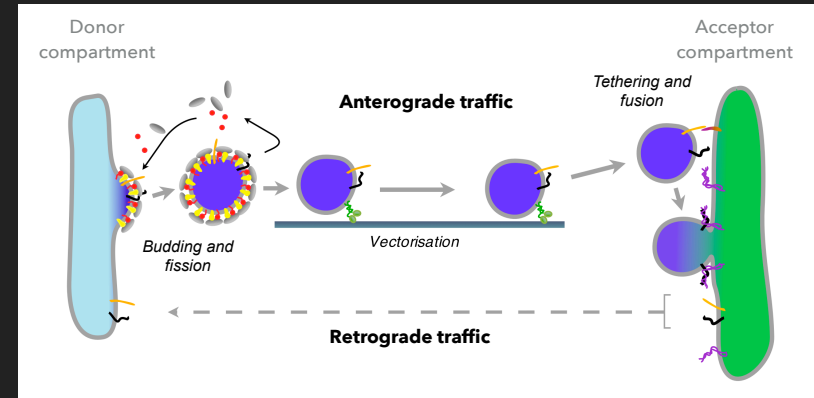 Donor
compartment
Acceptor
compartment
Tethering and
fusion
Anterograde traffic
Budding and
fission
Vectorisation
Retrograde traffic